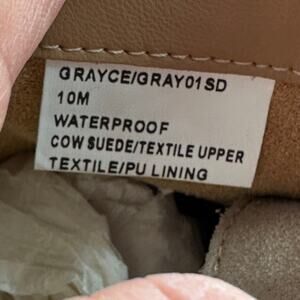 GRAYCE/GRAY01SD
10M
WATERPROOF
COW SUEDE/TEXTILE UPPER
TEXTILE/PU LINING